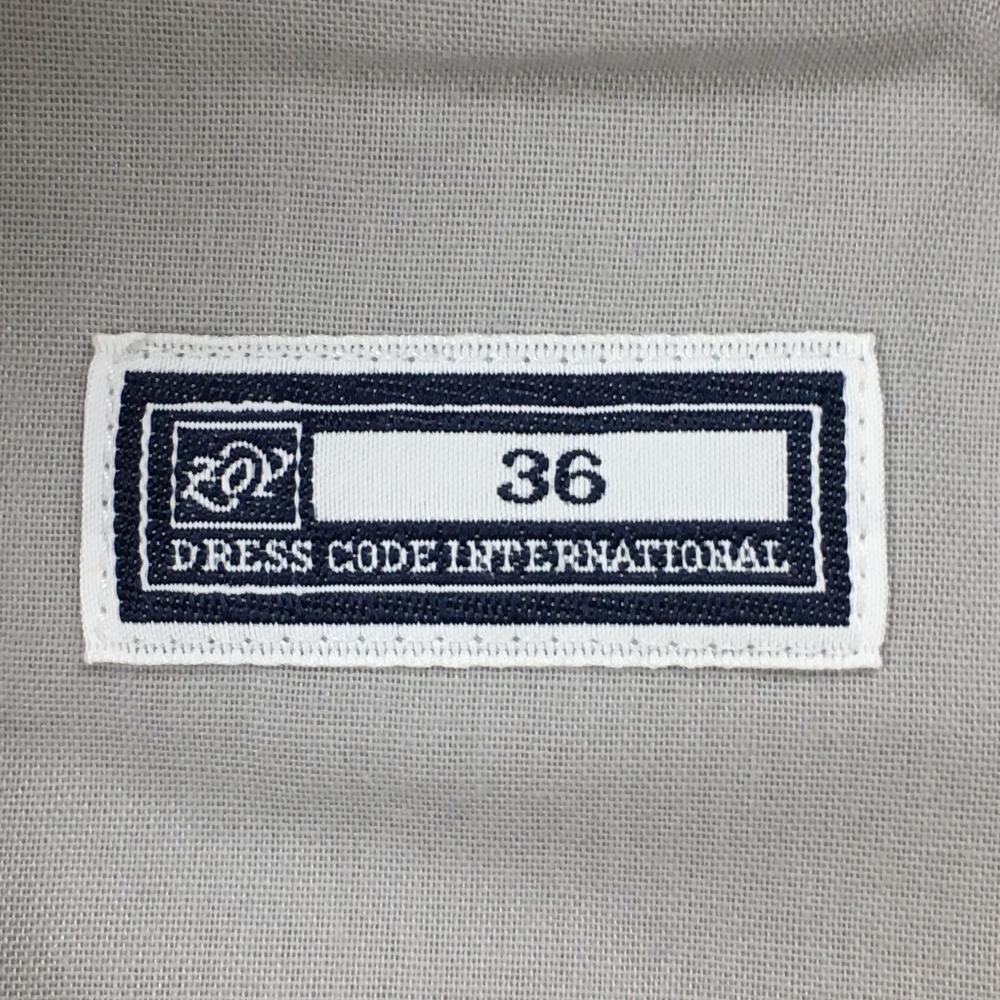 36
DRESS CODE INTERNATIONAL